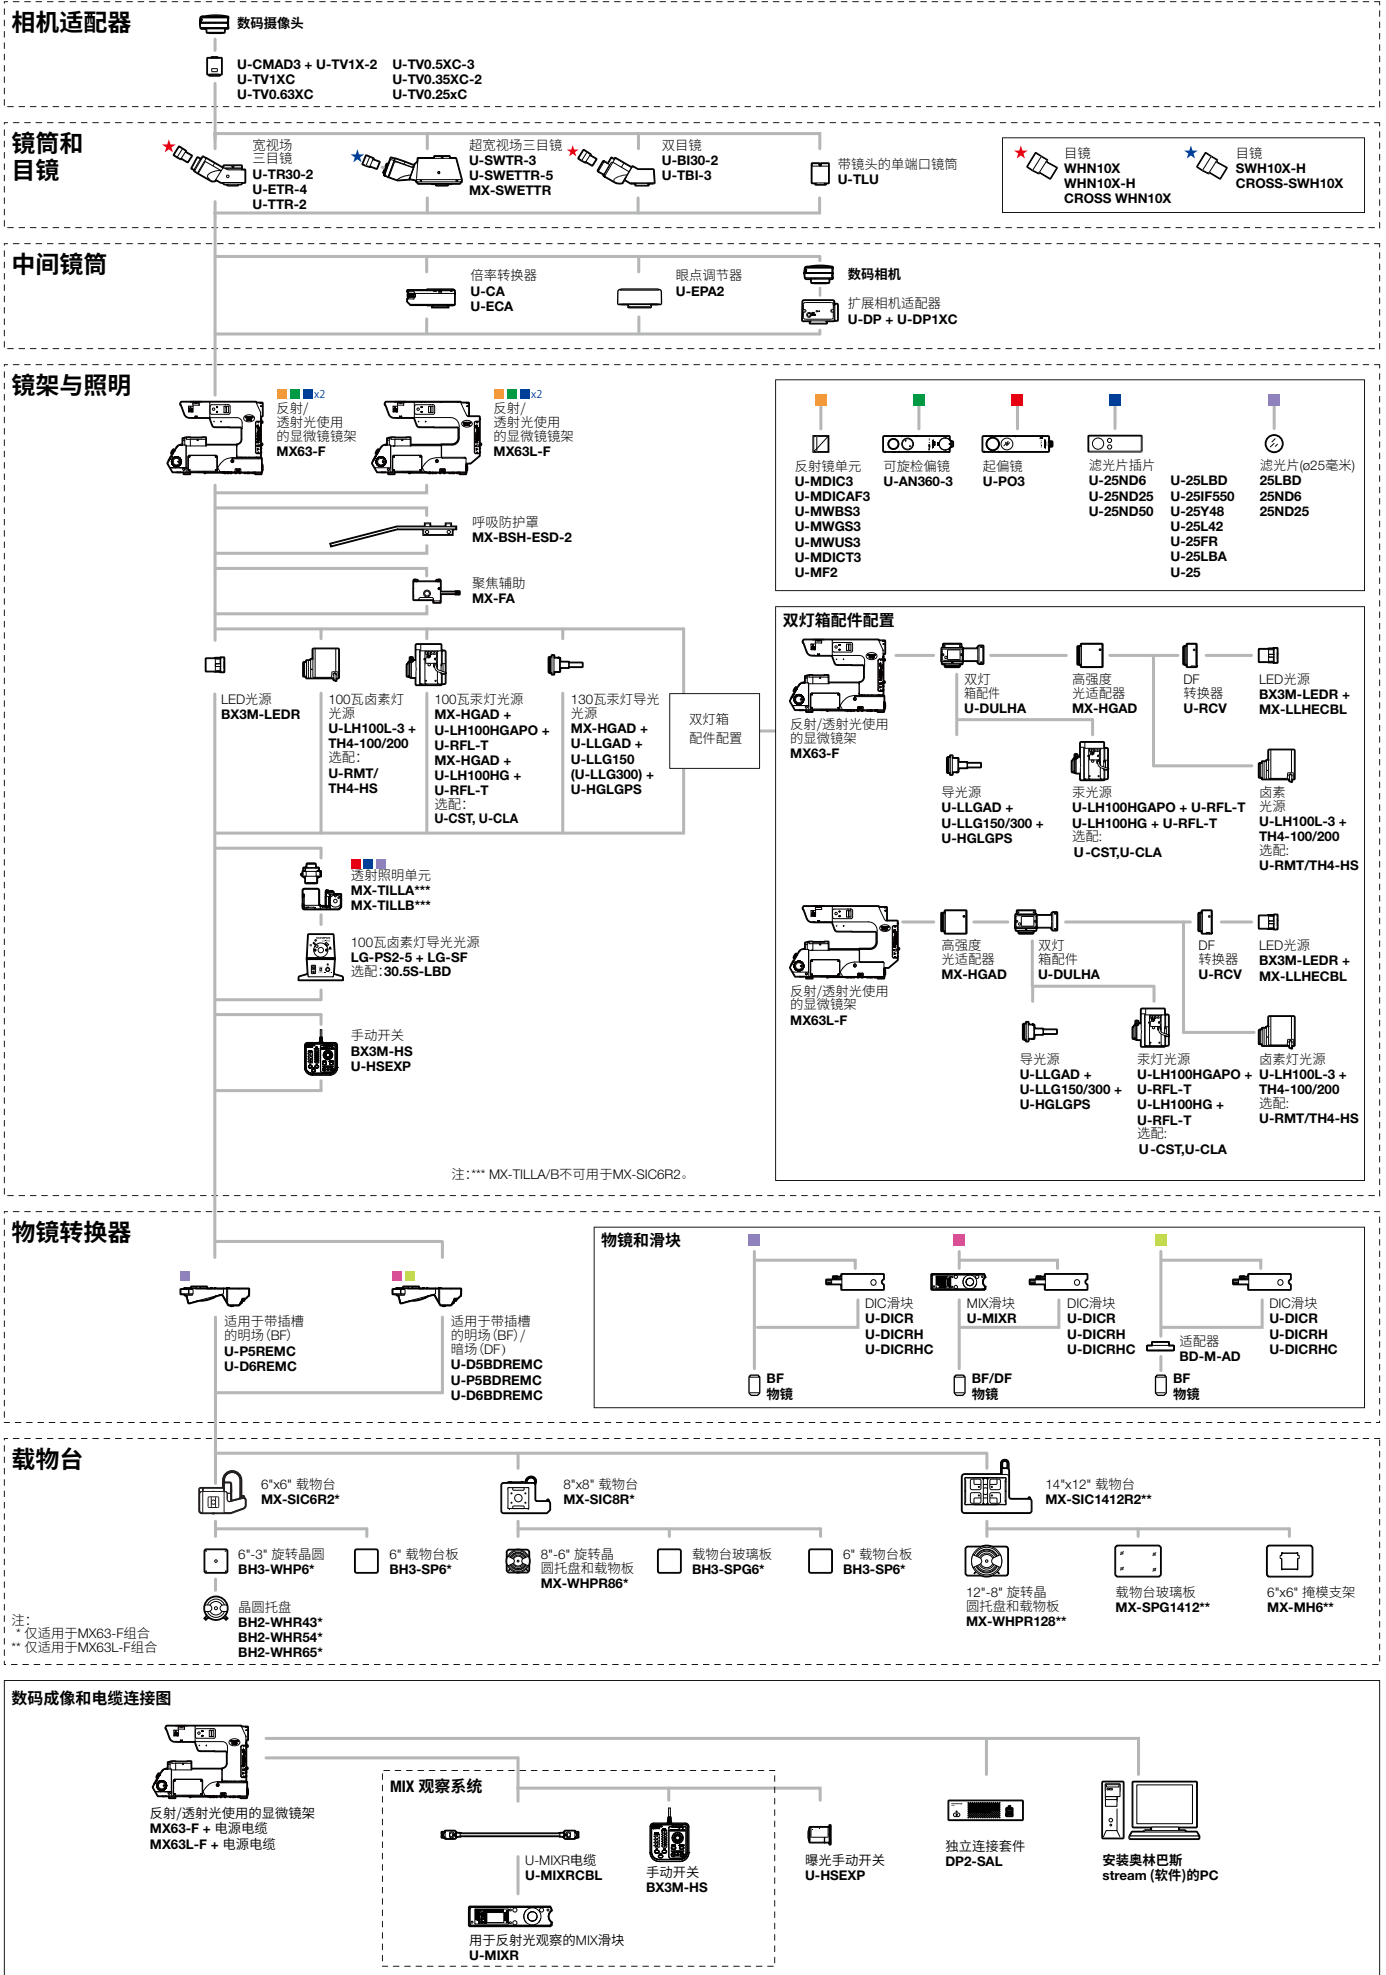 相机适配器
数码摄像头
U-CMAD3 + U-TV1X-2
U-TV1XC
U-TV0.63XC
U-TV0.5XC-3
U-TV0.35XC-2
U-TV0.25xC
镜筒和
目镜
宽视场
三目镜
U-TR30-2
U-ETR-4
U-TTR-2
超宽视场三目镜
U-SWTR-3
U-SWETTR-5
MX-SWETTR
双目镜
U-BI30-2
U-TBI-3
带镜头的单端口镜筒
U-TLU
目镜
WHN10X
WHN10X-H
CROSS WHN10X
目镜
SWH10X-H
CROSS-SWH10X
中间镜筒
倍率转换器
U-CA
U-ECA
眼点调节器
U-EPA2
数码相机
扩展相机适配器
U-DP + U-DP1XC
镜架与照明
x2
反射/
透射光使用
的显微镜镜架
MX63-F
x2
反射/
透射光使用
的显微镜镜架
MX63L-F
呼吸防护罩
MX-BSH-ESD-2
聚焦辅助
MX-FA
反射镜单元
U-MDIC3
U-MDICAF3
U-MWBS3
U-MWGS3
U-MWUS3
U-MDICT3
U-MF2
可旋检偏镜
U-AN360-3
起偏镜
U-PO3
滤光片插片
U-25ND6
U-25ND25
U-25ND50
U-25LBD
U-25IF550
U-25Y48
U-25L42
U-25FR
U-25LBA
U-25
滤光片(ø25毫米)
25LBD
25ND6
25ND25
LED光源
BX3M-LEDR
100瓦卤素灯
光源
U-LH100L-3 +
TH4-100/200
选配：
U-RMT/
TH4-HS
100瓦汞灯光源
MX-HGAD +
U-LH100HGAPO +
U-RFL-T
MX-HGAD +
U-LH100HG +
U-RFL-T
选配：
U-CST, U-CLA
130瓦汞灯导光
光源
MX-HGAD +
U-LLGAD +
U-LLG150
(U-LLG300) +
U-HGLGPS
双灯箱
配件配置
双灯箱配件配置
反射/透射光使用
的显微镜架
MX63-F
双灯
箱配件
U-DULHA
高强度
光适配器
MX-HGAD
DF
转换器
U-RCV
LED光源
BX3M-LEDR +
MX-LLHECBL
导光源
U-LLGAD +
U-LLG150/300 +
U-HGLGPS
汞光源
U-LH100HGAPO + U-RFL-T
U-LH100HG + U-RFL-T
选配:
U-CST,U-CLA
卤素
光源
U-LH100L-3 +
TH4-100/200
选配:
U-RMT/TH4-HS
反射/透射光使用
的显微镜架
MX63L-F
高强度
光适配器
MX-HGAD
双灯
箱配件
U-DULHA
DF
转换器
U-RCV
LED光源
BX3M-LEDR +
MX-LLHECBL
导光源
U-LLGAD +
U-LLG150/300 +
U-HGLGPS
汞灯光源
U-LH100HGAPO +
U-RFL-T
U-LH100HG +
U-RFL-T
选配:
U-CST,U-CLA
卤素灯光源
U-LH100L-3 +
TH4-100/200
选配:
U-RMT/TH4-HS
透射照明单元
MX-TILLA***
MX-TILLB***
100瓦卤素灯导光光源
LG-PS2-5 + LG-SF
选配：30.5S-LBD
手动开关
BX3M-HS
U-HSEXP
注：*** MX-TILLA/B不可用于MX-SIC6R2。
物镜转换器
适用于带插槽
的明场（BF）
U-P5REMC
U-D6REMC
适用于带插槽
的明场（BF）/
暗场（DF）
U-D5BDREMC
U-P5BDREMC
U-D6BDREMC
物镜和滑块
DIC滑块
U-DICR
U-DICRH
U-DICRHC
BF
物镜
MIX滑块
U-MIXR
DIC滑块
U-DICR
U-DICRH
U-DICRHC
BF/DF
物镜
适配器
BD-M-AD
DIC滑块
U-DICR
U-DICRH
U-DICRHC
BF
物镜
载物台
6"x6" 载物台
MX-SIC6R2*
8"x8" 载物台
MX-SIC8R*
14"x12" 载物台
MX-SIC1412R2**
6"-3" 旋转晶圆
BH3-WHP6*
6" 载物台板
BH3-SP6*
8"-6" 旋转晶
圆托盘和载物板
MX-WHPR86*
载物台玻璃板
BH3-SPG6*
6" 载物台板
BH3-SP6*
12"-8" 旋转晶
圆托盘和载物板
MX-WHPR128**
载物台玻璃板
MX-SPG1412**
6"x6" 掩模支架
MX-MH6**
晶圆托盘
BH2-WHR43*
BH2-WHR54*
BH2-WHR65*
注：
* 仅适用于MX63-F组合
** 仅适用于MX63L-F组合
数码成像和电缆连接图
反射/透射光使用的显微镜架
MX63-F + 电源电缆
MX63L-F + 电源电缆
MIX 观察系统
U-MIXR电缆
U-MIXRCBL
手动开关
BX3M-HS
用于反射光观察的MIX滑块
U-MIXR
曝光手动开关
U-HSEXP
独立连接套件
DP2-SAL
安装奥林巴斯
stream (软件)的PC